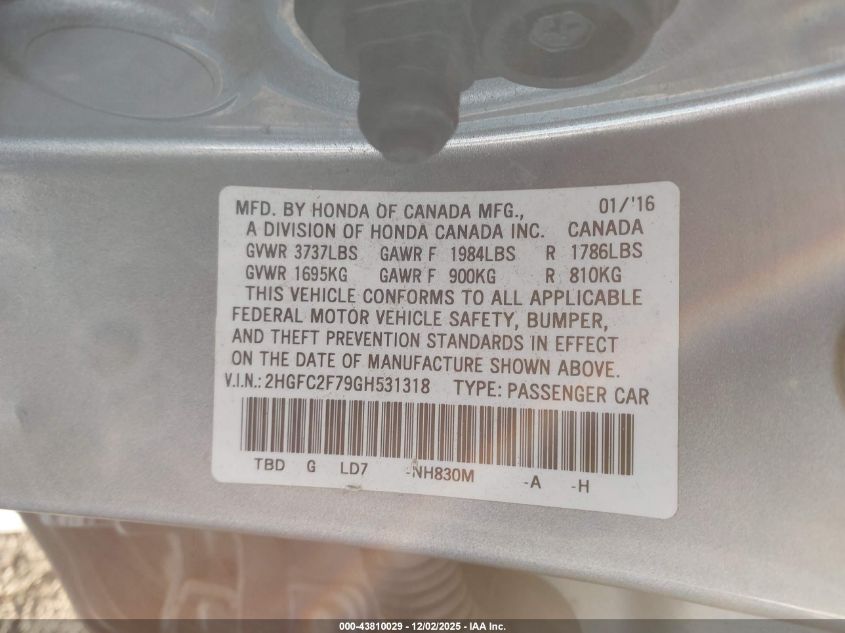 MFD. BY HONDA OF CANADA MFG., 01/'16
A DIVISION OF HONDA CANADA INC. CANADA
GVWR 3737LBS GAWR F 1984LBS R 1786LBS
GVWR 1695KG GAWR F 900KG R 810KG
THIS VEHICLE CONFORMS TO ALL APPLICABLE
FEDERAL MOTOR VEHICLE SAFETY, BUMPER,
AND THEFT PREVENTION STANDARDS IN EFFECT
ON THE DATE OF MANUFACTURE SHOWN ABOVE.
V.I.N.: 2HGFC2F79GH531318 TYPE: PASSENGER CAR
TBD G LD7 -NH830M -A -H
000-43810029 - 12/02/2025 - IAA Inc.